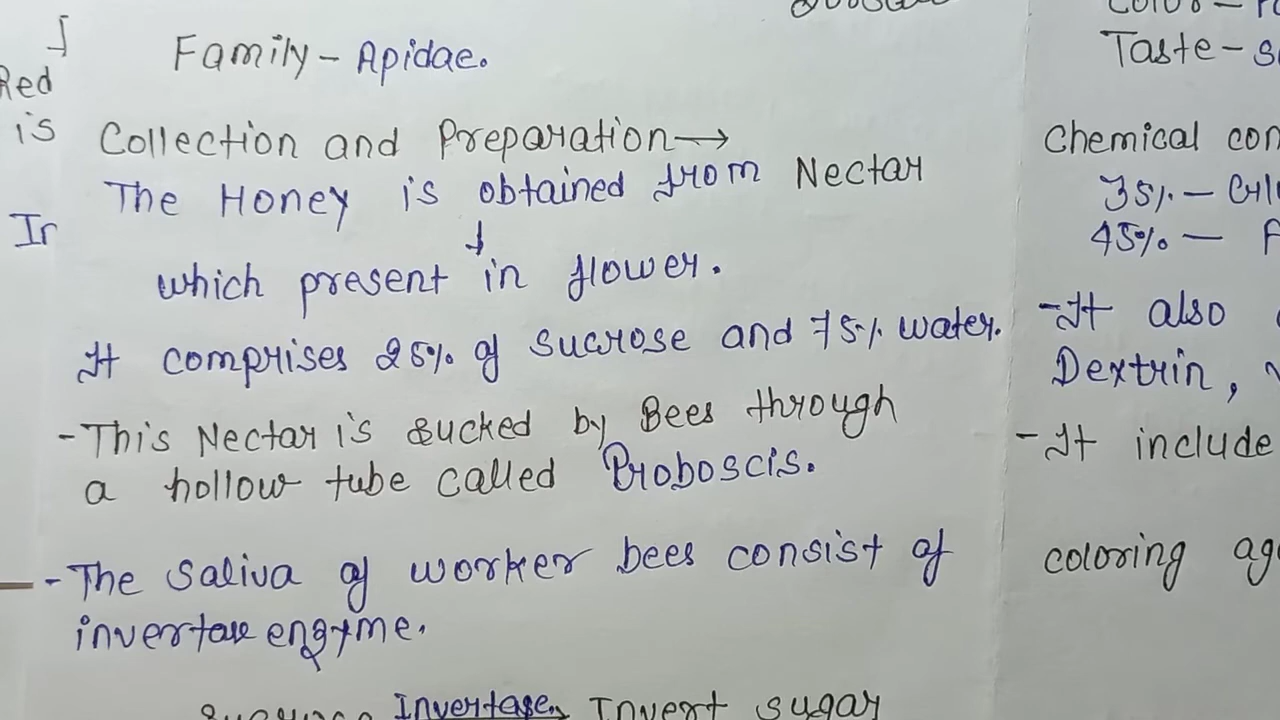 Red
is
In
Family - Apidae.
Collection and Preparation →
The Honey is obtained from Nectar
↓
which present in flower.
It comprises 25% of sucrose and 75% water.
- This Nectar is sucked by Bees through
a hollow tube called Proboscis.
- The Saliva of worker bees consist of
invertase enzyme.
Invertase
Invert sugar
Taste -
Chemical
35% -
45% -
- It also
Dextrin,
- It include
coloring